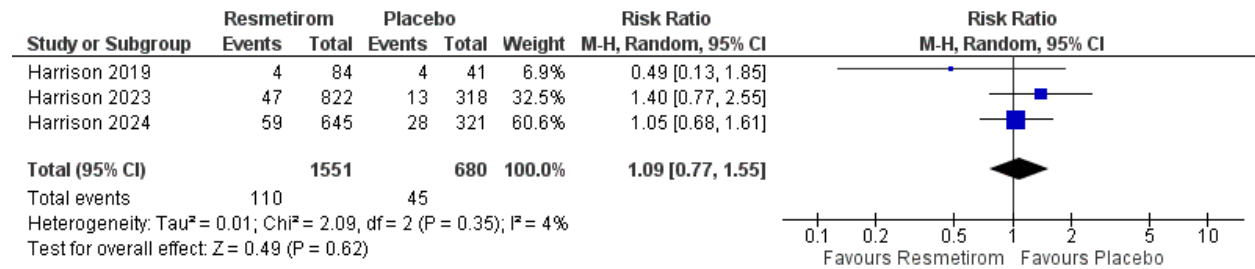 Resmetirom Placebo Risk Ratio Risk Ratio
Study or Subgroup Events Total Events Total Weight M-H, Random, 95% CI M-H, Random, 95% CI
Harrison 2019 4 84 4 41 6.9% 0.49 [0.13, 1.85]
Harrison 2023 47 822 13 318 32.5% 1.40 [0.77, 2.55]
Harrison 2024 59 645 28 321 60.6% 1.05 [0.68, 1.61]
Total (95% CI) 1551 680 100.0% 1.09 [0.77, 1.55]
Total events 110 45
Heterogeneity: Tau² = 0.01; Chi² = 2.09, df = 2 (P = 0.35); I² = 4%
Test for overall effect: Z = 0.49 (P = 0.62)
0.1 0.2 0.5 1 2 5 10
Favours Resmetirom Favours Placebo